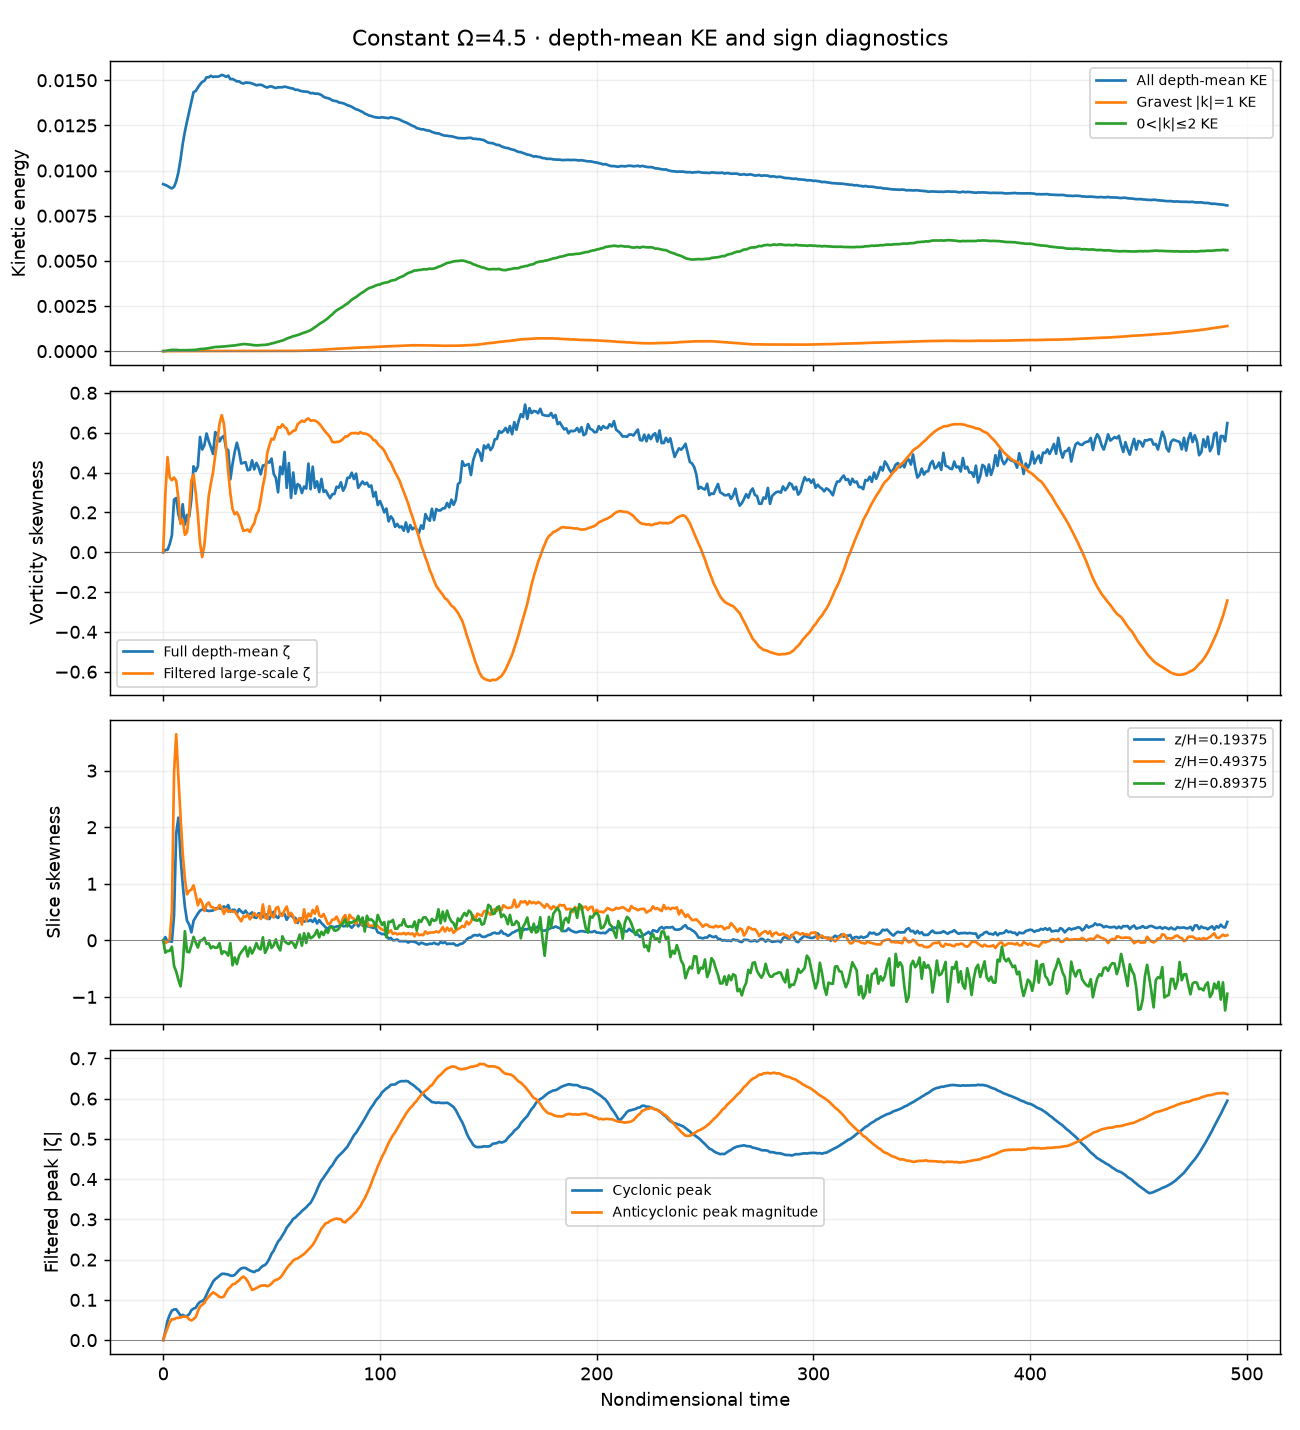 Constant Ω=4.5 · depth-mean KE and sign diagnostics
Kinetic energy
0.0150
0.0125
0.0100
0.0075
0.0050
0.0025
0.0000
All depth-mean KE
Gravest |k|=1 KE
0<|k|≤2 KE
Vorticity skewness
0.8
0.6
0.4
0.2
0.0
−0.2
−0.4
−0.6
Full depth-mean ζ
Filtered large-scale ζ
Slice skewness
3
2
1
0
−1
z/H=0.19375
z/H=0.49375
z/H=0.89375
Filtered peak |ζ|
0.7
0.6
0.5
0.4
0.3
0.2
0.1
0.0
Cyclonic peak
Anticyclonic peak magnitude
0
100
200
300
400
500
Nondimensional time